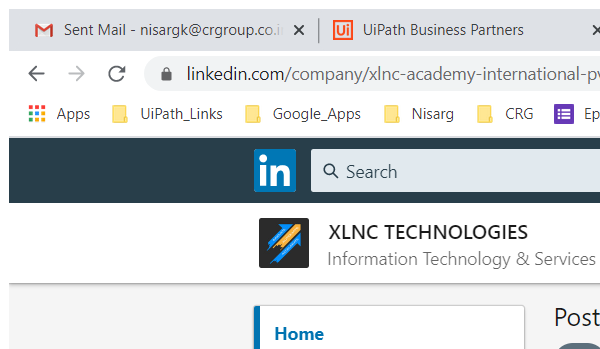 Sent Mail - nisargk@crgroup.co.i
Ui UiPath Business Partners
linkedin.com/company/xlnc-academy-international-p
Apps UiPath_Links Google_Apps Nisarg CRG Ep
in Search
XLNC TECHNOLOGIES
Information Technology & Services
Post
Home